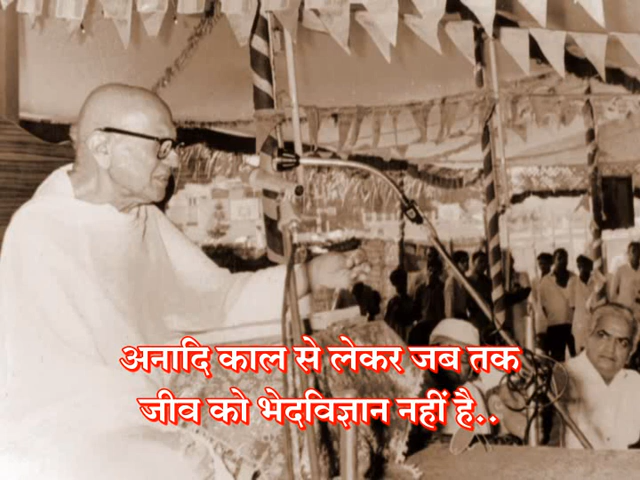 अनादि काल से लेकर जब तक
जीव को भेदविज्ञान नहीं है..